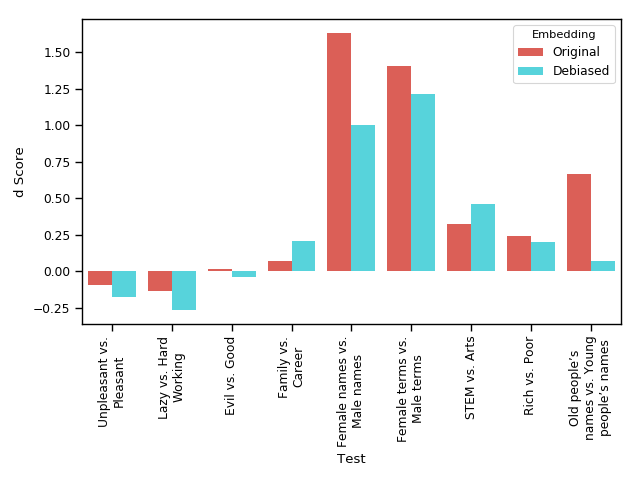 Embedding
Original
Debiased
d Score
1.50
1.25
1.00
0.75
0.50
0.25
0.00
−0.25
Unpleasant vs.
Pleasant
Lazy vs. Hard
Working
Evil vs. Good
Family vs.
Career
Female names vs.
Male names
Female terms vs.
Male terms
STEM vs. Arts
Rich vs. Poor
Old people’s
names vs. Young
people’s names
Test